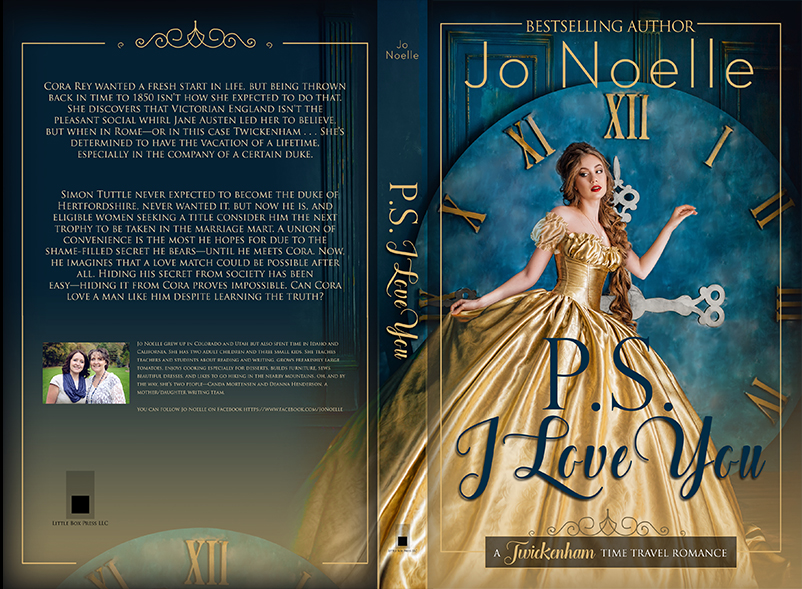 CORA REY WANTED A FRESH START IN LIFE, BUT BEING THROWN
BACK IN TIME TO 1850 ISN'T HOW SHE EXPECTED TO DO THAT.
SHE DISCOVERS THAT VICTORIAN ENGLAND ISN'T THE
PLEASANT SOCIAL WHIRL JANE AUSTEN LED HER TO BELIEVE,
BUT WHEN IN ROME—OR IN THIS CASE TWICKENHAM . . . SHE'S
DETERMINED TO HAVE THE VACATION OF A LIFETIME,
ESPECIALLY IN THE COMPANY OF A CERTAIN DUKE.
SIMON TUTTLE NEVER EXPECTED TO BECOME THE DUKE OF
HERTFORDSHIRE, NEVER WANTED IT, BUT NOW HE IS, AND
ELIGIBLE WOMEN SEEKING A TITLE CONSIDER HIM THE NEXT
TROPHY TO BE TAKEN IN THE MARRIAGE MART. A UNION OF
CONVENIENCE IS THE MOST HE HOPES FOR DUE TO THE
SHAME-FILLED SECRET HE BEARS—UNTIL HE MEETS CORA. NOW,
HE IMAGINES THAT A LOVE MATCH COULD BE POSSIBLE AFTER
ALL. HIDING HIS SECRET FROM SOCIETY HAS BEEN
EASY—HIDING IT FROM CORA PROVES IMPOSSIBLE. CAN CORA
LOVE A MAN LIKE HIM DESPITE LEARNING THE TRUTH?
JO NOELLE GREW UP IN COLORADO AND UTAH BUT ALSO SPENT TIME IN IDAHO AND
CALIFORNIA. SHE HAS TWO ADULT CHILDREN AND THREE SMALL KIDS. SHE TEACHES
TEACHERS AND STUDENTS ABOUT READING AND WRITING, GROWS FREAKISHLY LARGE
TOMATOES, ENJOYS COOKING ESPECIALLY FOR DESSERTS, BUILDS FURNITURE, SEWS
BEAUTIFUL DRESSES, AND LIKES TO GO HIKING IN THE NEARBY MOUNTAINS. OH, AND BY
THE WAY, SHE'S TWO PEOPLE—CANDA MORTENSEN AND DEANNA HENDERSON, A
MOTHER/DAUGHTER WRITING TEAM.
YOU CAN FOLLOW JO NOELLE ON FACEBOOK HTTPS://WWW.FACEBOOK.COM/JONOELLE
LITTLE BOX PRESS LLC
XII
Jo
Noelle
P.S. I Love You
BESTSELLING AUTHOR
Jo Noelle
XII
XI
I
X
II
III
IV
P.S.
I Love You
A Twickenham TIME TRAVEL ROMANCE